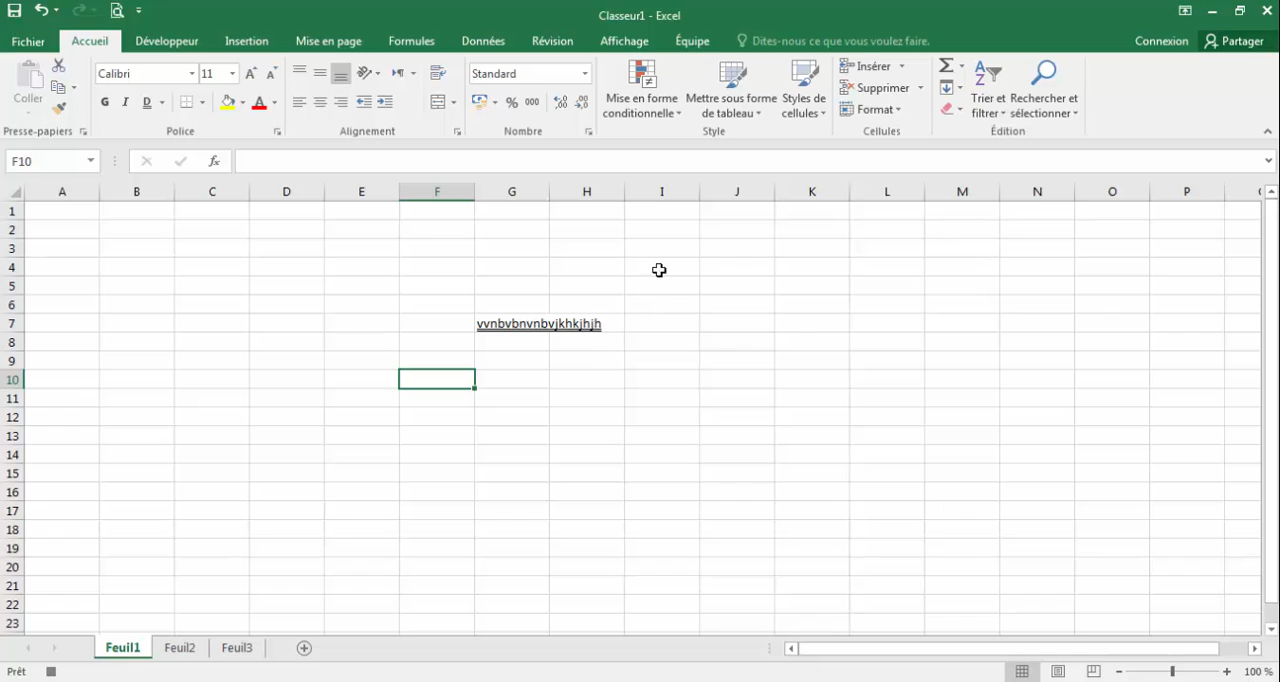 Classeur1 - Excel
Fichier Accueil Développeur Insertion Mise en page Formules Données Révision Affichage Équipe Dites-nous ce que vous voulez faire. Connexion Partager
Coller
Calibri 11
Standard
Mise en forme conditionnelle
Mettre sous forme de tableau
Styles de cellules
Insérer
Supprimer
Format
Trier et filtrer
Rechercher et sélectionner
G I D
% 000
Presse-papiers Police Alignement Nombre Style Cellules Édition
F10 fx
A B C D E F G H I J K L M N O P
1
2
3
4
5
6
7 vvnbvbnvnbvjkhkjhjh
8
9
10
11
12
13
14
15
16
17
18
19
20
21
22
23
Feuil1 Feuil2 Feuil3
Prêt 100 %